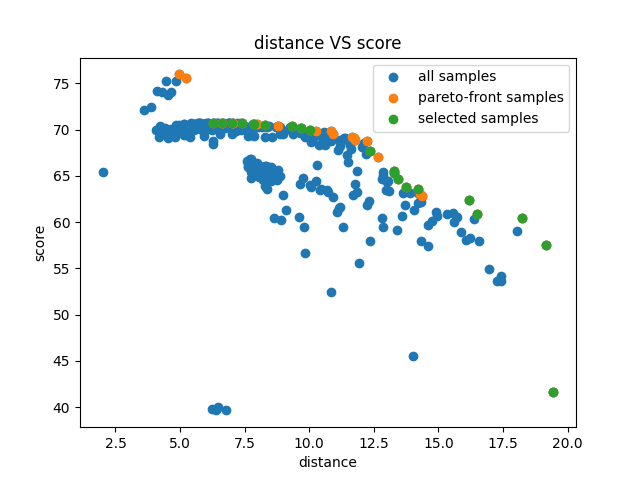 distance VS score
all samples
pareto-front samples
selected samples
75
70
65
60
55
50
45
40
score
2.5 5.0 7.5 10.0 12.5 15.0 17.5 20.0
distance